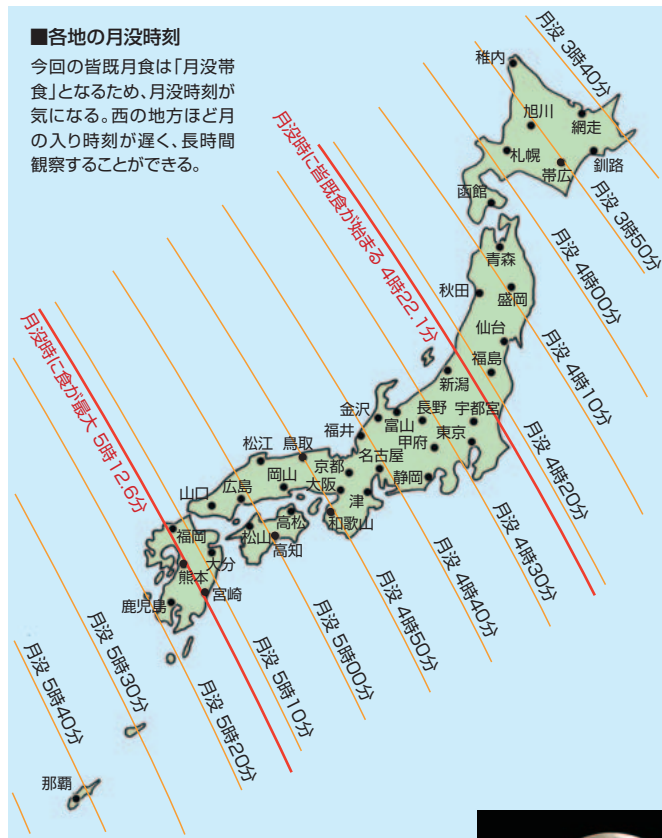 ■各地の月没時刻
今回の皆既月食は「月没帯
食」となるため、月没時刻が
気になる。西の地方ほど月
の入り時刻が遅く、長時間
観察することができる。
月没 3時40分
月没 3時50分
月没 4時00分
月没 4時10分
月没 4時20分
月没時に皆既食が始まる 4時22.1分
月没 4時30分
月没 4時40分
月没 4時50分
月没 5時00分
月没 5時10分
月没時に食が最大 5時12.6分
月没 5時20分
月没 5時30分
月没 5時40分
稚内
旭川
網走
札幌
帯広
釧路
函館
青森
秋田
盛岡
仙台
福島
新潟
金沢
富山
長野
宇都宮
福井
甲府
東京
松江
鳥取
京都
名古屋
静岡
岡山
大阪
津
広島
山口
高松
和歌山
松山
高知
福岡
大分
熊本
宮崎
鹿児島
那覇